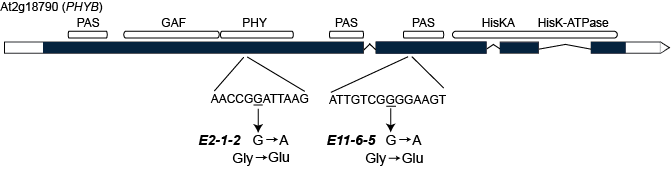 At2g18790 (PHYB)
PAS GAF PHY PAS PAS HisKA HisK-ATPase
AACCGGATTAAG ATTGTCGGGGAAGT
E2-1-2 G→A E11-6-5 G→A
Gly→Glu Gly→Glu